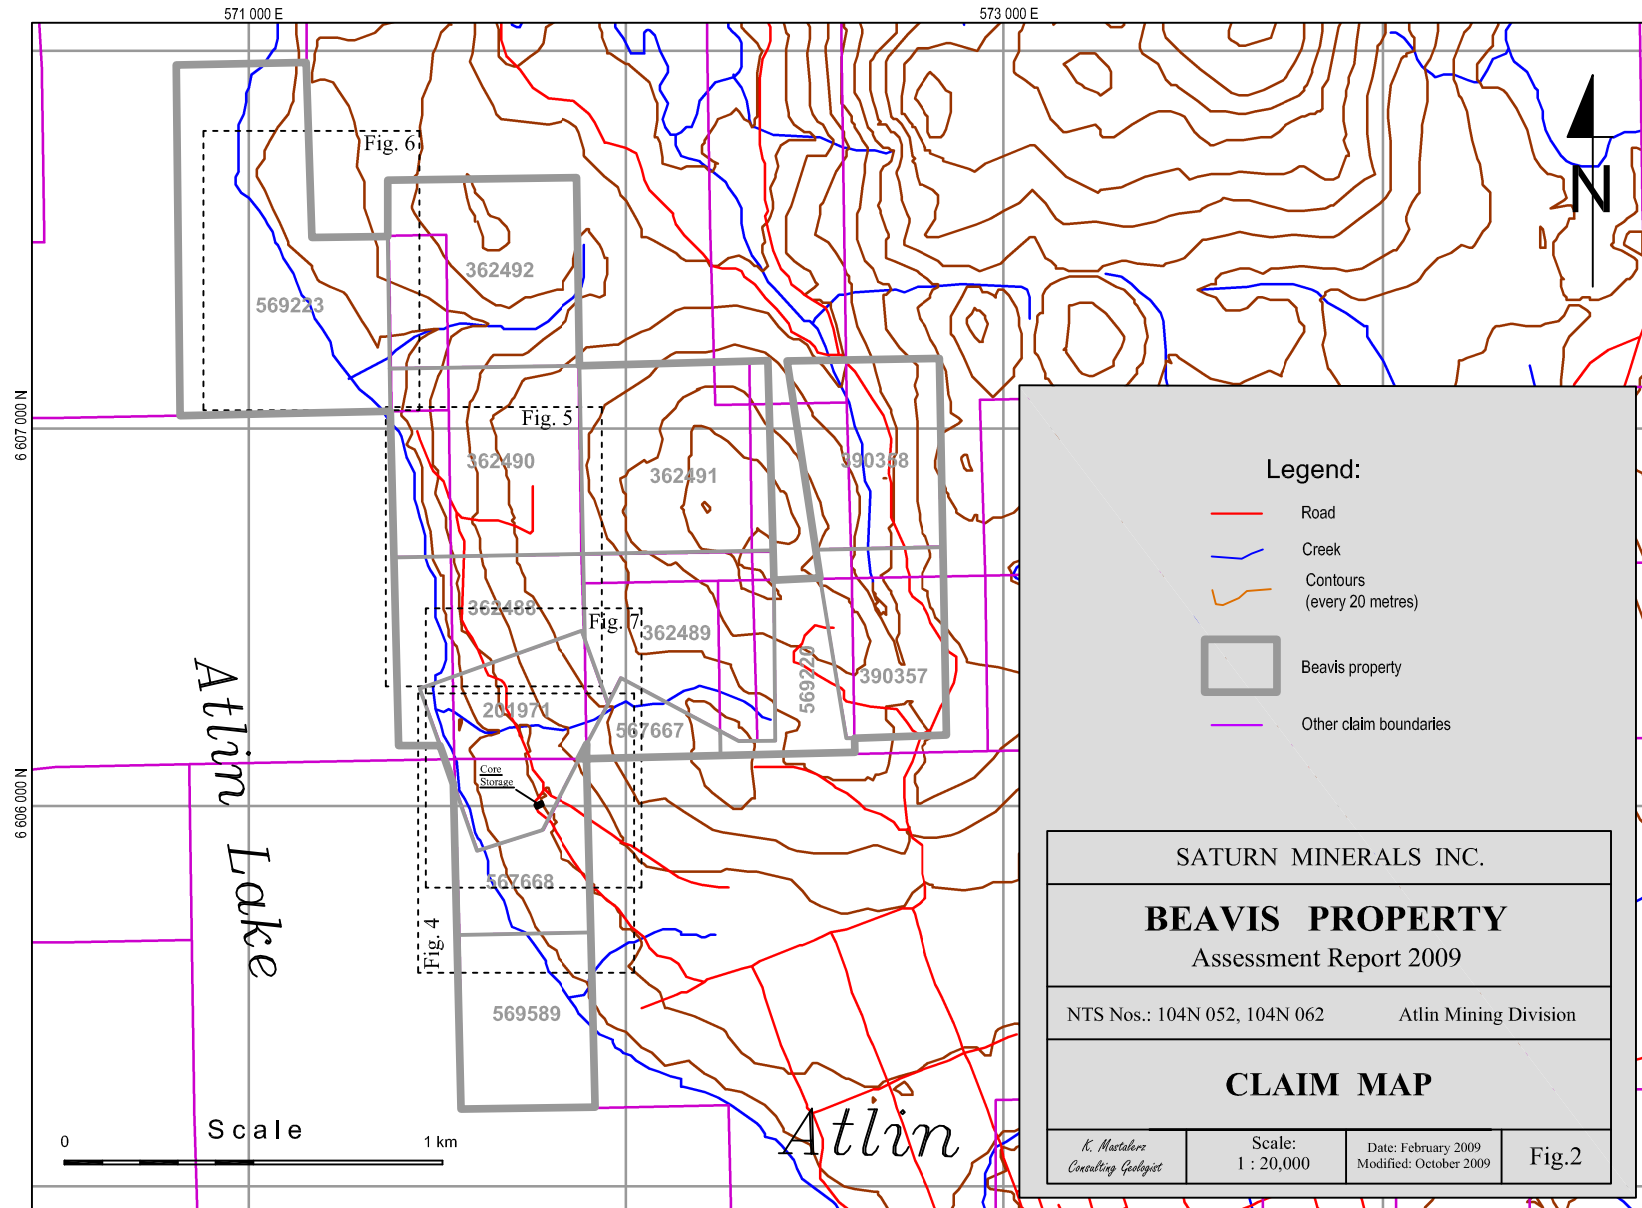 571 000 E
573 000 E
Fig. 6
N
362492
569223
6 607 000 N
Fig. 5
362490
362491
390358
Legend:
Road
Creek
Contours
(every 20 metres)
Beavis property
Other claim boundaries
362488
Fig. 7
362489
569220
390357
201971
567667
Core
Storage
6 606 000 N
Atlin Lake
567668
Fig. 4
569589
SATURN MINERALS INC.
BEAVIS PROPERTY
Assessment Report 2009
NTS Nos.: 104N 052, 104N 062
Atlin Mining Division
CLAIM MAP
Scale
0
1 km
Atlin
K. Mastalerz
Consulting Geologist
Scale:
1 : 20,000
Date: February 2009
Modified: October 2009
Fig.2